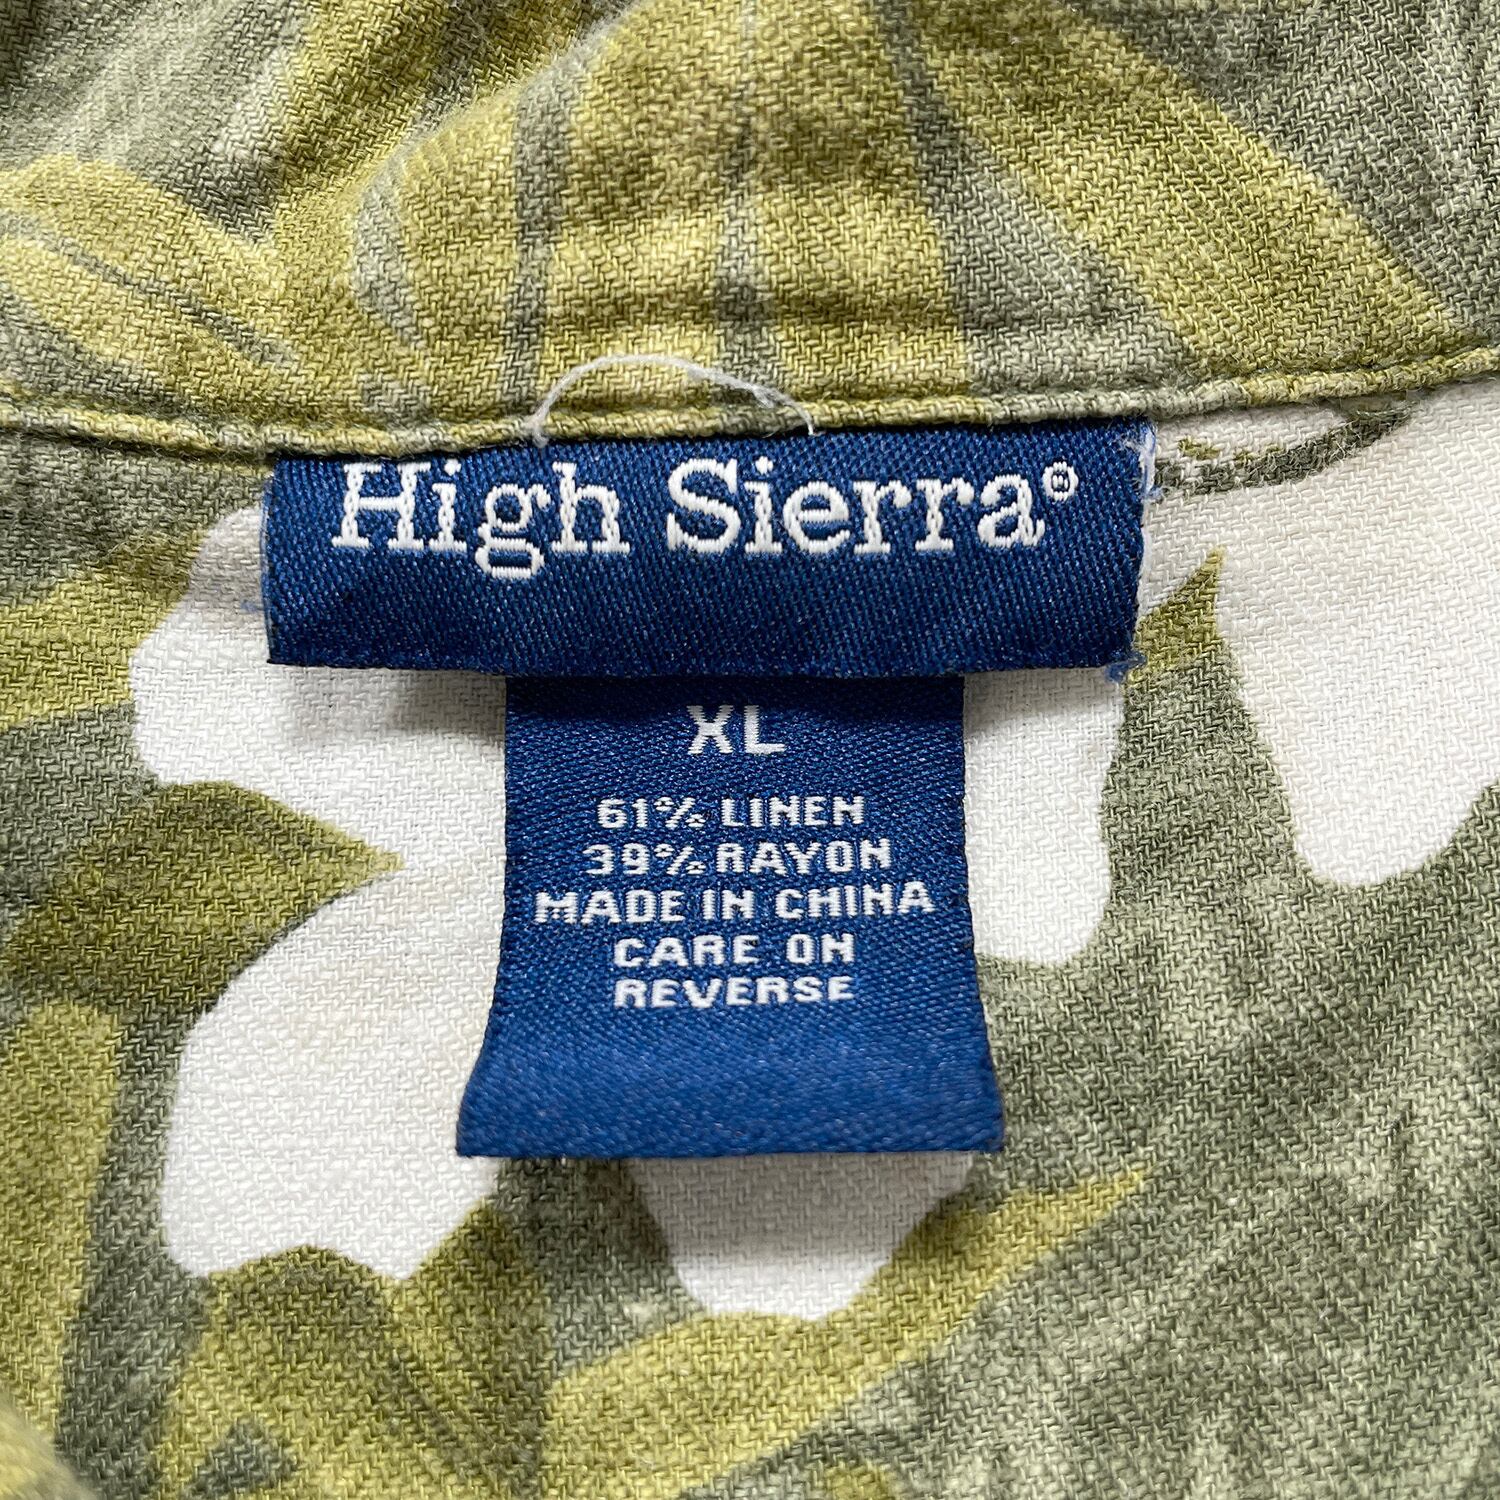 High Sierra®
XL
61% LINEN
39% RAYON
MADE IN CHINA
CARE ON
REVERSE